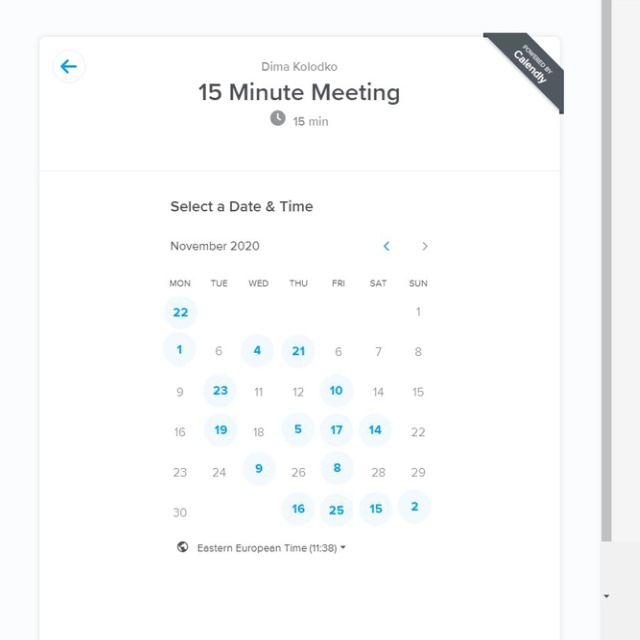 POWERED BY
Calendly
Dima Kolodko
15 Minute Meeting
15 min
Select a Date & Time
November 2020
MON TUE WED THU FRI SAT SUN
22 1
1 6 4 21 6 7 8
9 23 11 12 10 14 15
16 19 18 5 17 14 22
23 24 9 26 8 28 29
30 16 25 15 2
Eastern European Time (11:38)